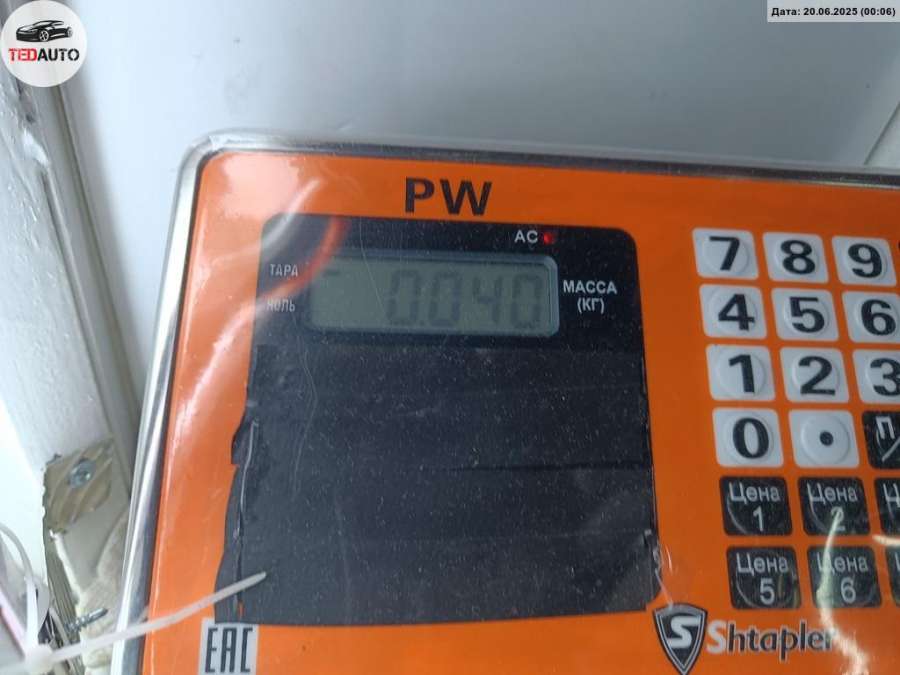 TEDAUTO
Дата: 20.06.2025 (00:06)
PW
AC
ТАРА
НОЛЬ
0.040
МАССА
(КГ)
7 8 9
4 5 6
1 2 3
0 .
Цена 1
Цена 2
Цена 5
Цена 6
EAC
Shtapler